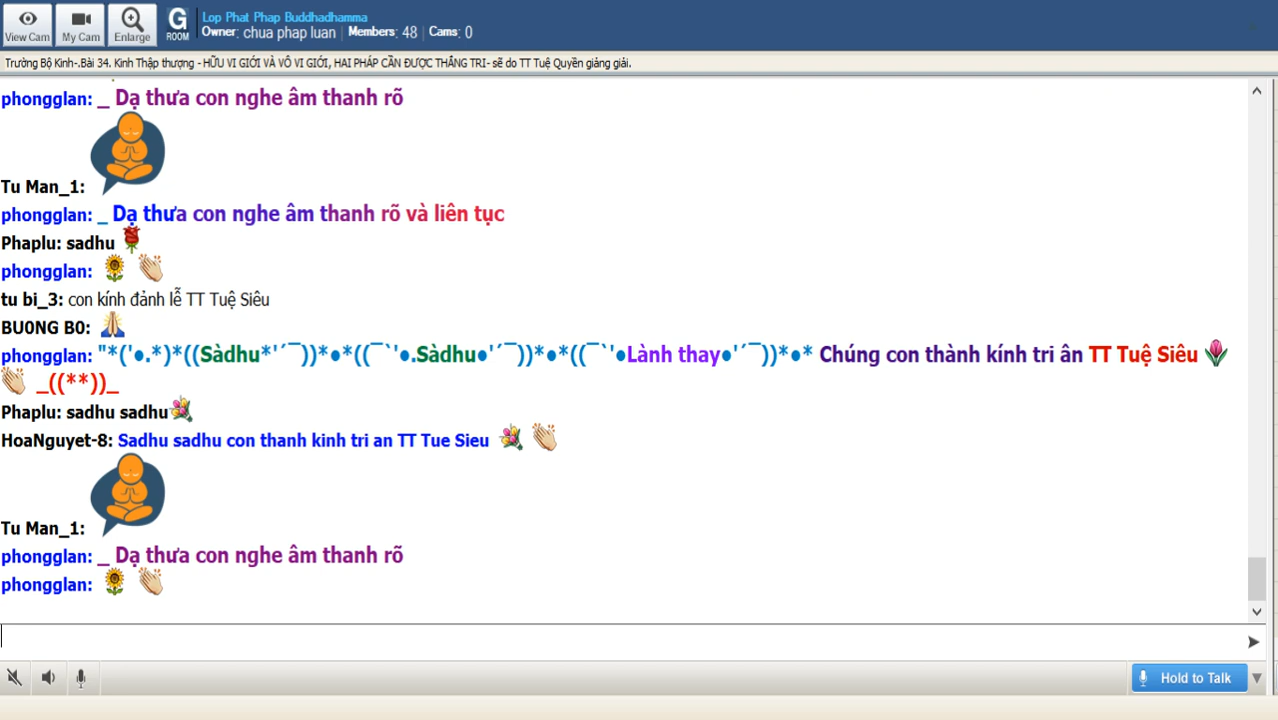 Lop Phat Phap Buddhadhamma
View Cam My Cam Enlarge G ROOM Owner: chua phap luan | Members: 48 | Cams: 0
Trường Bộ Kinh-.Bài 34. Kinh Thập thượng - HỮU VI GIỚI VÀ VÔ VI GIỚI, HAI PHÁP CẦN ĐƯỢC THẮNG TRI- sẽ do TT Tuệ Quyền giảng giải.
phongglan: _ Dạ thưa con nghe âm thanh rõ
Tu Man_1:
phongglan: _ Dạ thưa con nghe âm thanh rõ và liên tục
Phaplu: sadhu
phongglan:
tu bi_3: con kính đảnh lễ TT Tuệ Siêu
BU0NG B0:
phongglan: "*('●.*)*((Sàdhu*'´¯))*●*((¯`'●.Sàdhu●'´¯))*●*((¯`'●Lành thay●'´¯))*●* Chúng con thành kính tri ân TT Tuệ Siêu
_((**))_
Phaplu: sadhu sadhu
HoaNguyet-8: Sadhu sadhu con thanh kinh tri an TT Tue Sieu
Tu Man_1:
phongglan: _ Dạ thưa con nghe âm thanh rõ
phongglan:
Hold to Talk